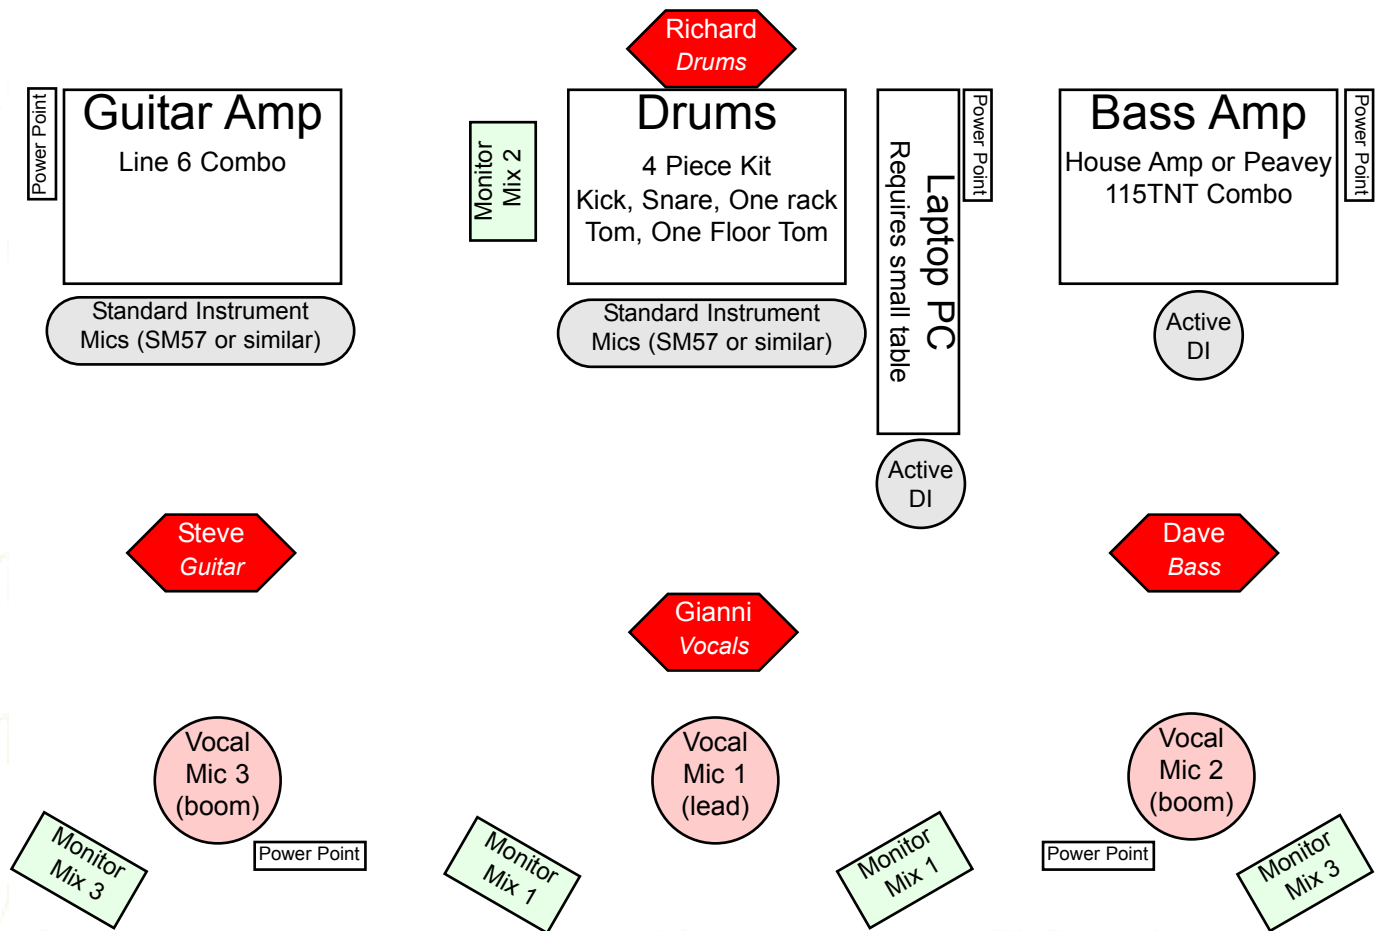 Richard
Drums
Power Point
Guitar Amp
Line 6 Combo
Monitor
Mix 2
Drums
4 Piece Kit
Kick, Snare, One rack
Tom, One Floor Tom
Laptop PC
Requires small table
Power Point
Bass Amp
House Amp or Peavey
115TNT Combo
Power Point
Standard Instrument
Mics (SM57 or similar)
Standard Instrument
Mics (SM57 or similar)
Active
DI
Active
DI
Steve
Guitar
Dave
Bass
Gianni
Vocals
Vocal
Mic 3
(boom)
Vocal
Mic 1
(lead)
Vocal
Mic 2
(boom)
Monitor
Mix 3
Power Point
Monitor
Mix 1
Monitor
Mix 1
Power Point
Monitor
Mix 3